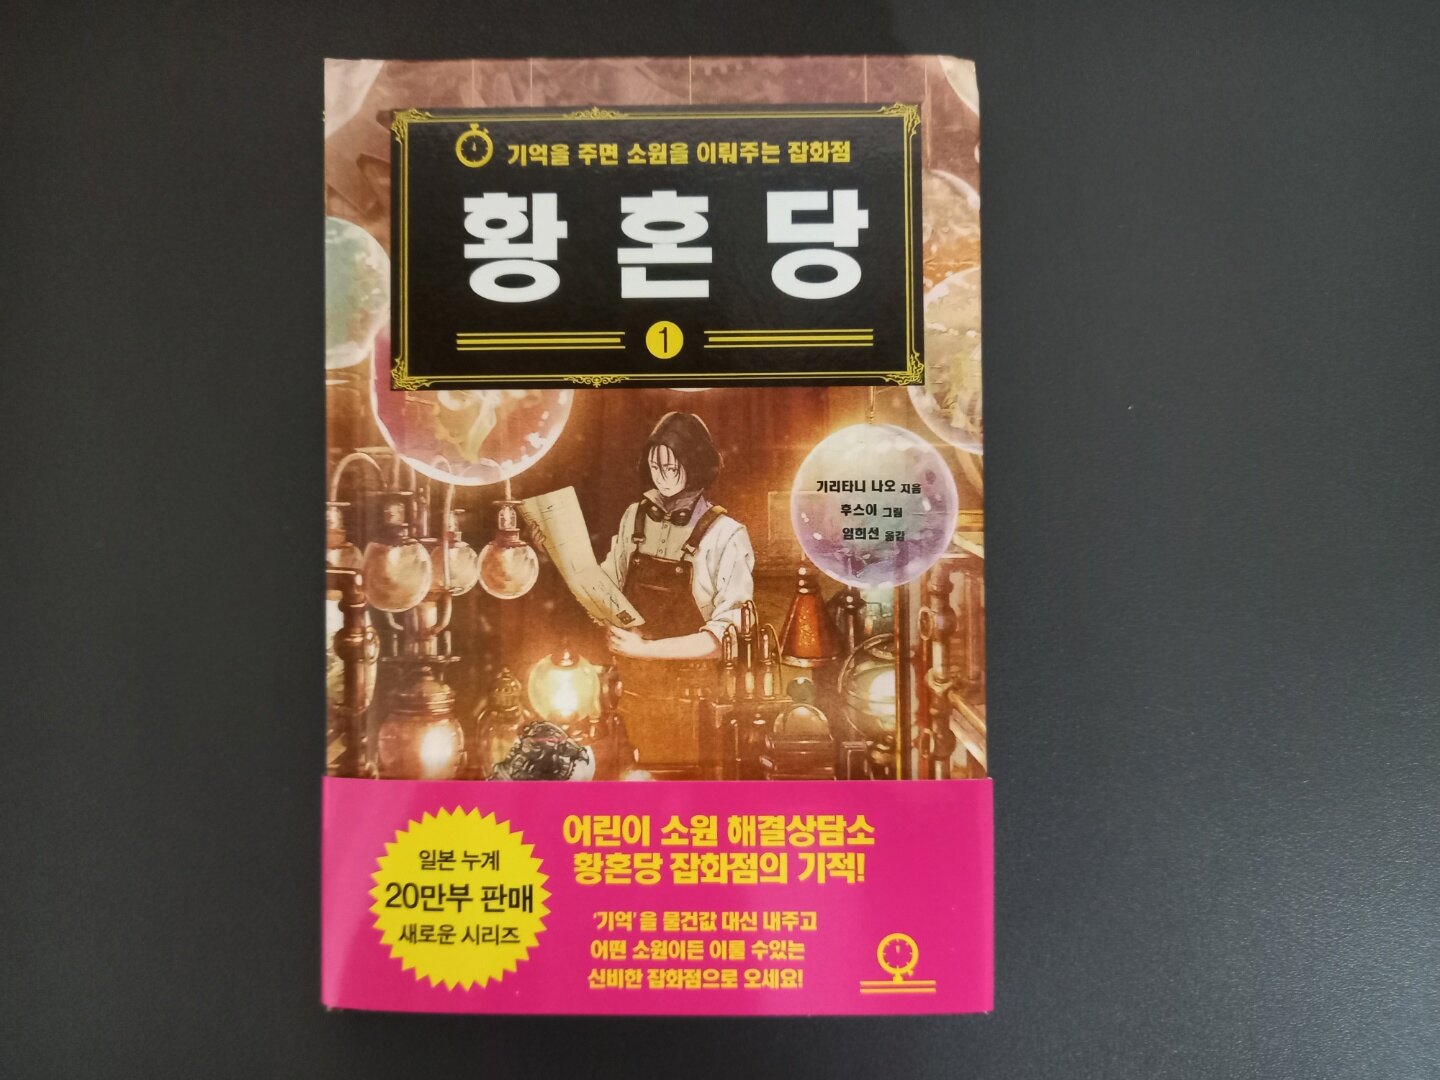 기억을 주면 소원을 이뤄주는 잡화점
황혼당
1
기리타니 나오 지음
후스이 그림
염희선 옮김
일본 누계
20만부 판매
새로운 시리즈
어린이 소원 해결상담소
황혼당 잡화점의 기적!
'기억'을 물건값 대신 내주고
어떤 소원이든 이룰 수있는
신비한 잡화점으로 오세요!